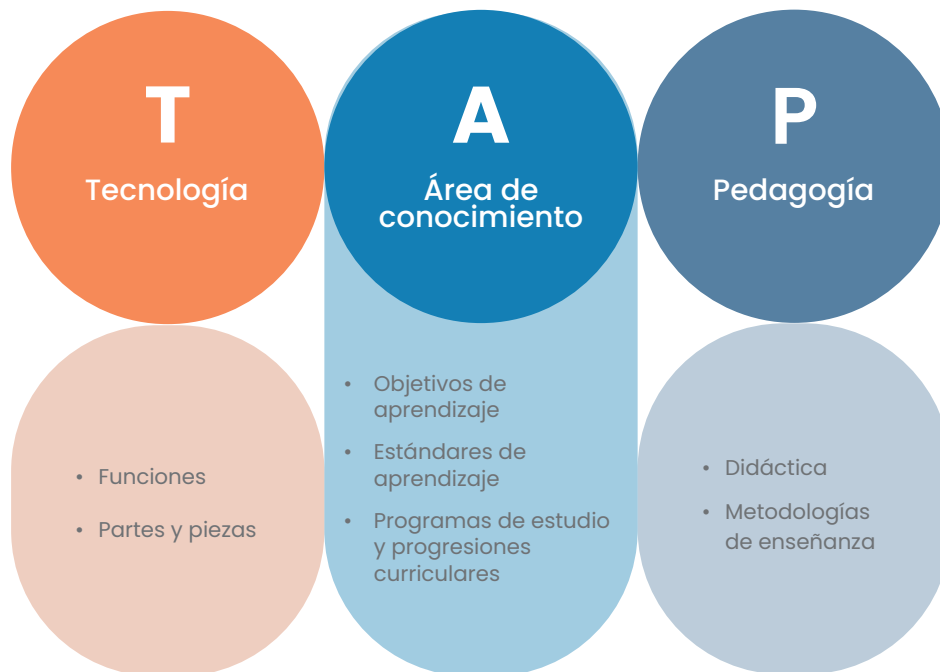 T
Tecnología
• Funciones
• Partes y piezas
A
Área de
conocimiento
• Objetivos de
aprendizaje
• Estándares de
aprendizaje
• Programas de estudio
y progresiones
curriculares
P
Pedagogía
• Didáctica
• Metodologías
de enseñanza